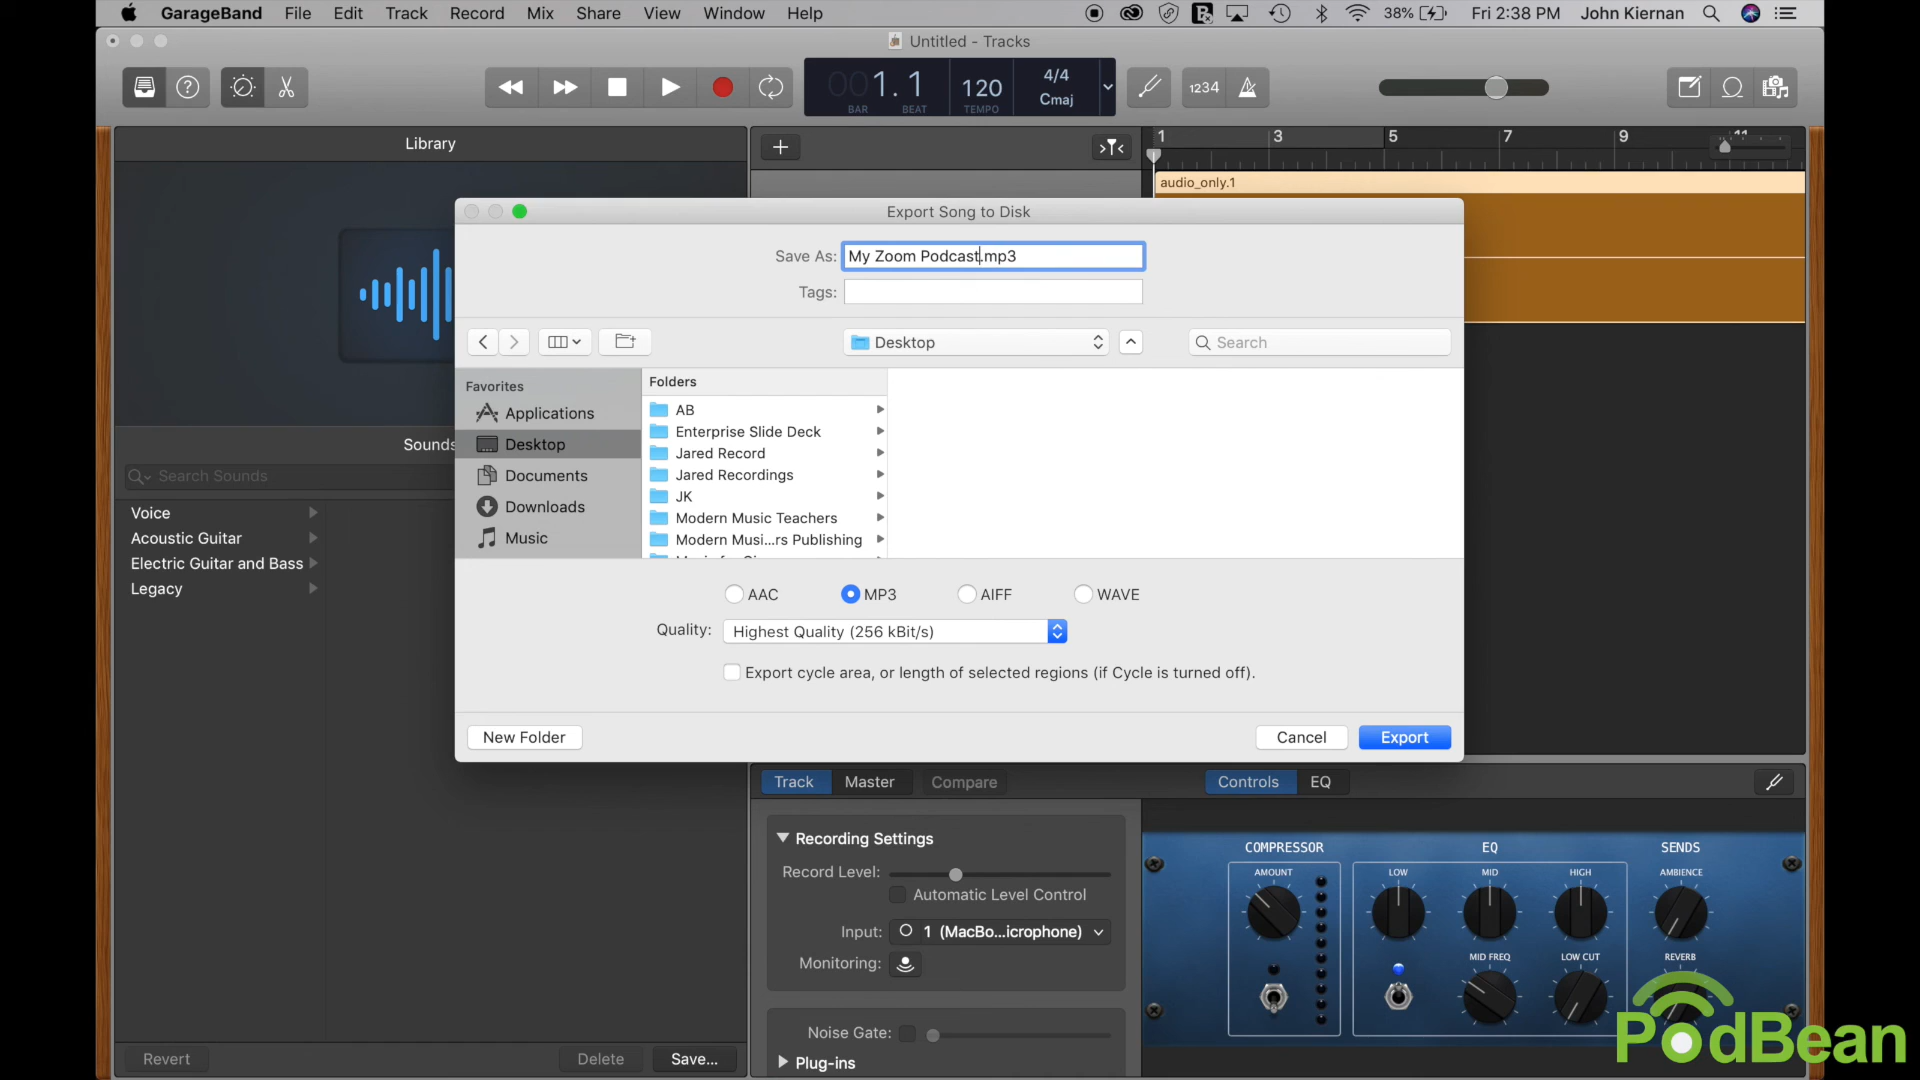 GarageBand File Edit Track Record Mix Share View Window Help 38% Fri 2:38 PM John Kiernan
Untitled - Tracks
001.1 120 4/4 Cmaj
BAR BEAT TEMPO
1234
Library
1 3 5 7 9 11
audio_only.1
Export Song to Disk
Save As: My Zoom Podcast.mp3
Tags:
Desktop
Search
Favorites
Applications
Desktop
Documents
Downloads
Music
Folders
AB
Enterprise Slide Deck
Jared Record
Jared Recordings
JK
Modern Music Teachers
Modern Musi...rs Publishing
Sounds
Search Sounds
Voice
Acoustic Guitar
Electric Guitar and Bass
Legacy
AAC MP3 AIFF WAVE
Quality: Highest Quality (256 kBit/s)
Export cycle area, or length of selected regions (if Cycle is turned off).
New Folder Cancel Export
Track Master Compare Controls EQ
Recording Settings
Record Level:
Automatic Level Control
Input: 1 (MacBo...icrophone)
Monitoring:
Noise Gate:
Plug-ins
COMPRESSOR EQ SENDS
AMOUNT LOW MID HIGH AMBIENCE
MID FREQ LOW CUT REVERB
PodBean
Revert Delete Save...